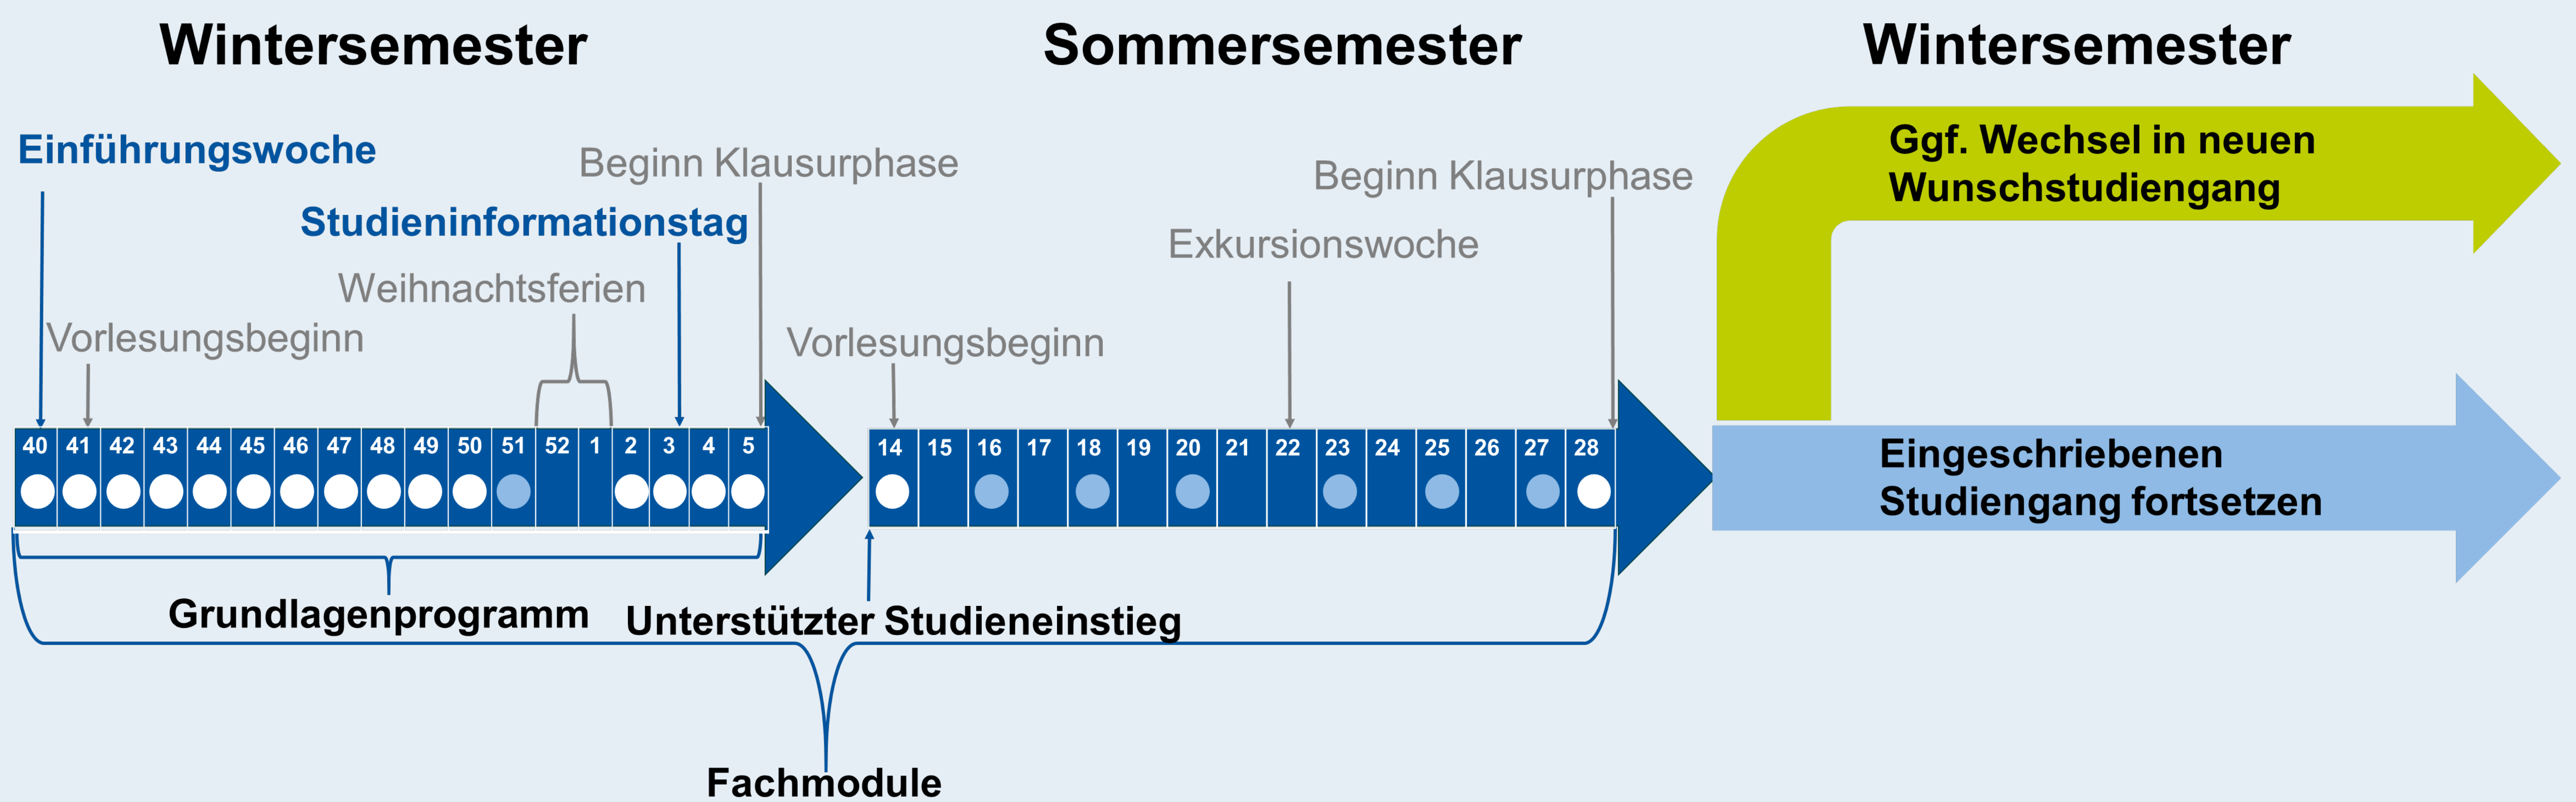 Wintersemester
Sommersemester
Wintersemester
Einführungswoche
Beginn Klausurphase
Studieninformationstag
Weihnachtsferien
Vorlesungsbeginn
Beginn Klausurphase
Exkursionswoche
Vorlesungsbeginn
Ggf. Wechsel in neuen
Wunschstudiengang
40 41 42 43 44 45 46 47 48 49 50 51 52 1 2 3 4 5
14 15 16 17 18 19 20 21 22 23 24 25 26 27 28
Eingeschriebenen
Studiengang fortsetzen
Grundlagenprogramm
Unterstützter Studieneinstieg
Fachmodule